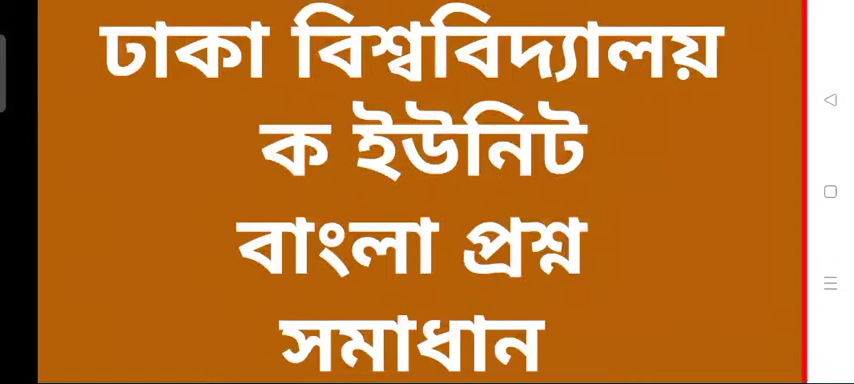 ঢাকা বিশ্ববিদ্যালয়
ক ইউনিট
বাংলা প্রশ্ন
সমাধান